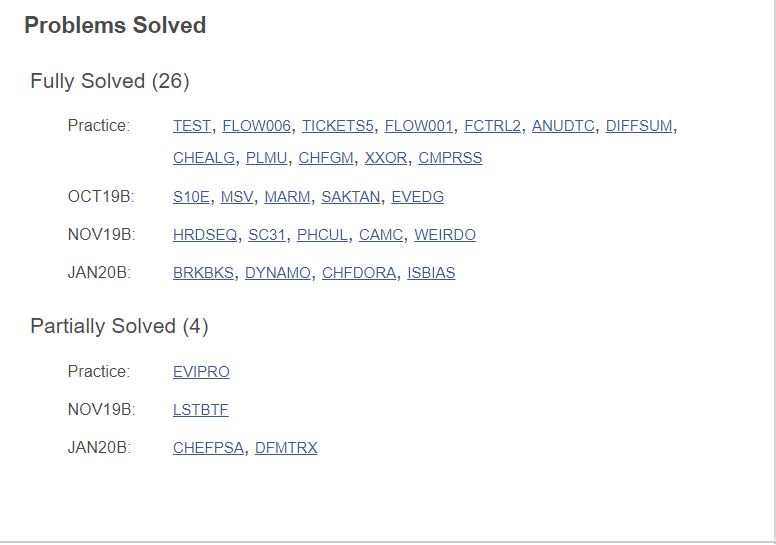 Problems Solved
Fully Solved (26)
Practice: TEST, FLOW006, TICKETS5, FLOW001, FCTRL2, ANUDTC, DIFFSUM,
CHEALG, PLMU, CHFGM, XXOR, CMPRSS
OCT19B: S10E, MSV, MARM, SAKTAN, EVEDG
NOV19B: HRDSEQ, SC31, PHCUL, CAMC, WEIRDO
JAN20B: BRKBKS, DYNAMO, CHFDORA, ISBIAS
Partially Solved (4)
Practice: EVIPRO
NOV19B: LSTBTF
JAN20B: CHEFPSA, DFMTRX